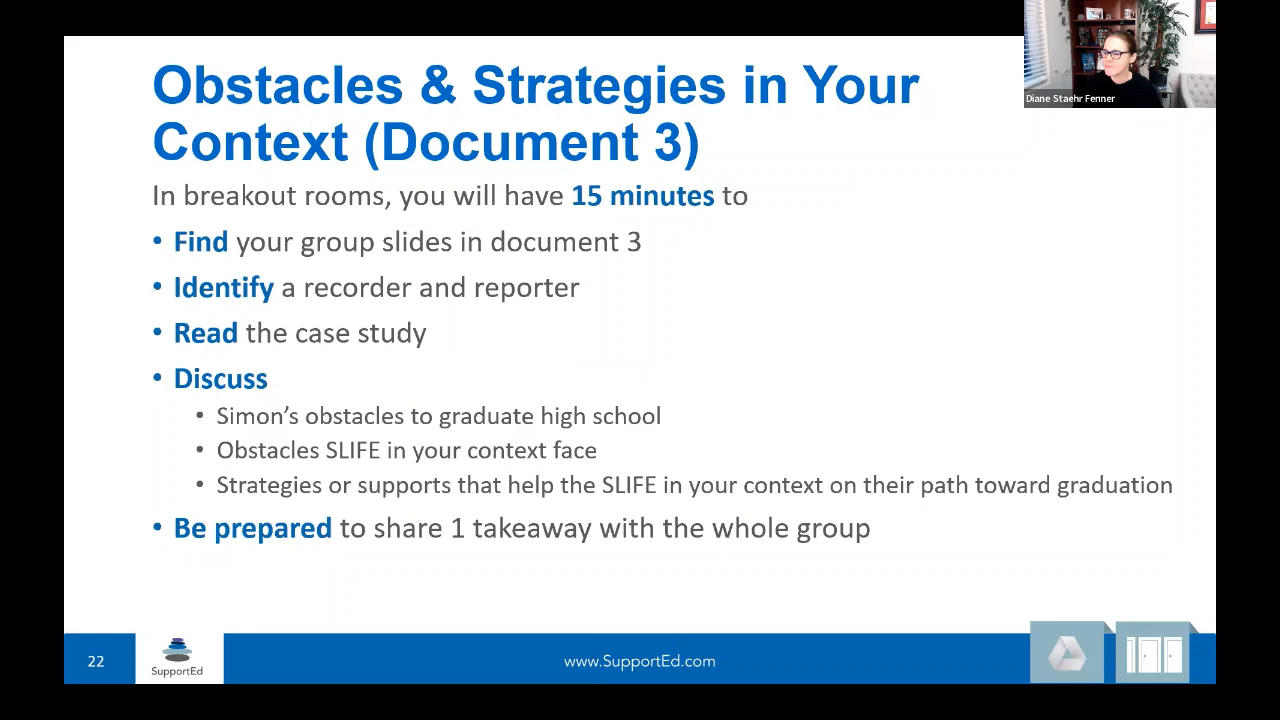 Obstacles & Strategies in Your
Context (Document 3)
Diane Staehr Fenner
In breakout rooms, you will have 15 minutes to
• Find your group slides in document 3
• Identify a recorder and reporter
• Read the case study
• Discuss
• Simon's obstacles to graduate high school
• Obstacles SLIFE in your context face
• Strategies or supports that help the SLIFE in your context on their path toward graduation
• Be prepared to share 1 takeaway with the whole group
22
SupportEd
www.SupportEd.com